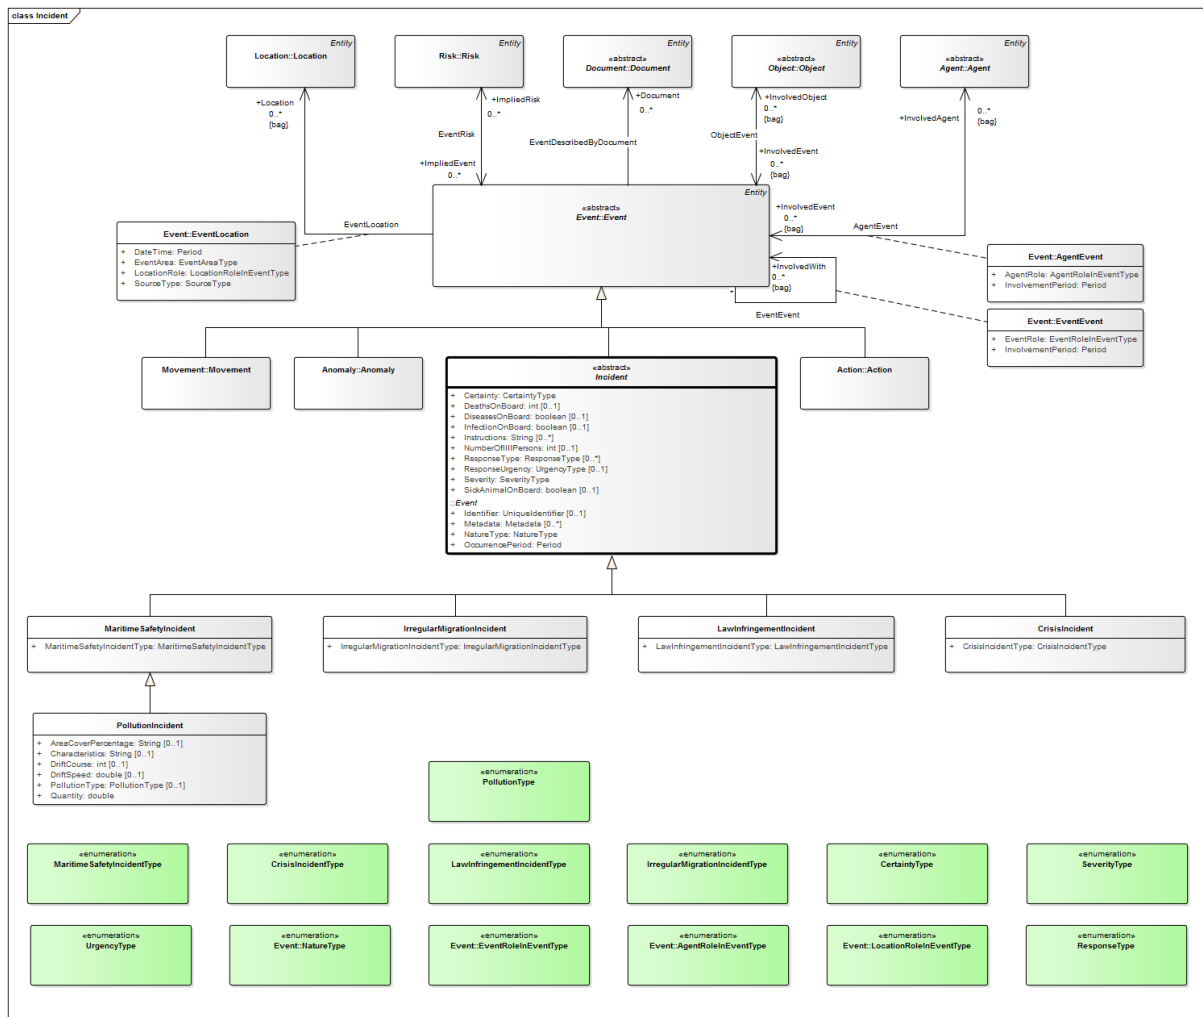 class Incident
Entity
Location::Location
Entity
Risk::Risk
«abstract»
Document::Document
Entity
«abstract»
Object::Object
Entity
«abstract»
Agent::Agent
+Location
0..*
{bag}
+ImpliedRisk
0..*
EventRisk
+ImpliedEvent
0..*
+Document
0..*
EventDescribedByDocument
+InvolvedObject
0..*
{bag}
ObjectEvent
+InvolvedEvent
0..*
{bag}
0..*
{bag}
+InvolvedAgent
Entity
«abstract»
Event::Event
EventLocation
+InvolvedEvent
0..*
{bag}
AgentEvent
+InvolvedWith
0..*
{bag}
*
EventEvent
Event::EventLocation
+ DateTime: Period
+ EventArea: EventAreaType
+ LocationRole: LocationRoleInEventType
+ SourceType: SourceType
Event::AgentEvent
+ AgentRole: AgentRoleInEventType
+ InvolvementPeriod: Period
Event::EventEvent
+ EventRole: EventRoleInEventType
+ InvolvementPeriod: Period
Movement::Movement
Anomaly::Anomaly
«abstract»
Incident
+ Certainty: CertaintyType
+ DeathsOnBoard: int [0..1]
+ DiseasesOnBoard: boolean [0..1]
+ InfectionOnBoard: boolean [0..1]
+ Instructions: String [0..*]
+ NumberOfIllPersons: int [0..1]
+ ResponseType: ResponseType [0..*]
+ ResponseUrgency: UrgencyType [0..1]
+ Severity: SeverityType
+ SickAnimalOnBoard: boolean [0..1]
::Event
+ Identifier: UniqueIdentifier [0..1]
+ Metadata: Metadata [0..*]
+ NatureType: NatureType
+ OccurrencePeriod: Period
Action::Action
MaritimeSafetyIncident
+ MaritimeSafetyIncidentType: MaritimeSafetyIncidentType
IrregularMigrationIncident
+ IrregularMigrationIncidentType: IrregularMigrationIncidentType
LawInfringementIncident
+ LawInfringementIncidentType: LawInfringementIncidentType
CrisisIncident
+ CrisisIncidentType: CrisisIncidentType
PollutionIncident
+ AreaCoverPercentage: String [0..1]
+ Characteristics: String [0..1]
+ DriftCourse: int [0..1]
+ DriftSpeed: double [0..1]
+ PollutionType: PollutionType [0..1]
+ Quantity: double
«enumeration»
PollutionType
«enumeration»
MaritimeSafetyIncidentType
«enumeration»
CrisisIncidentType
«enumeration»
LawInfringementIncidentType
«enumeration»
IrregularMigrationIncidentType
«enumeration»
CertaintyType
«enumeration»
SeverityType
«enumeration»
UrgencyType
«enumeration»
Event::NatureType
«enumeration»
Event::EventRoleInEventType
«enumeration»
Event::AgentRoleInEventType
«enumeration»
Event::LocationRoleInEventType
«enumeration»
ResponseType